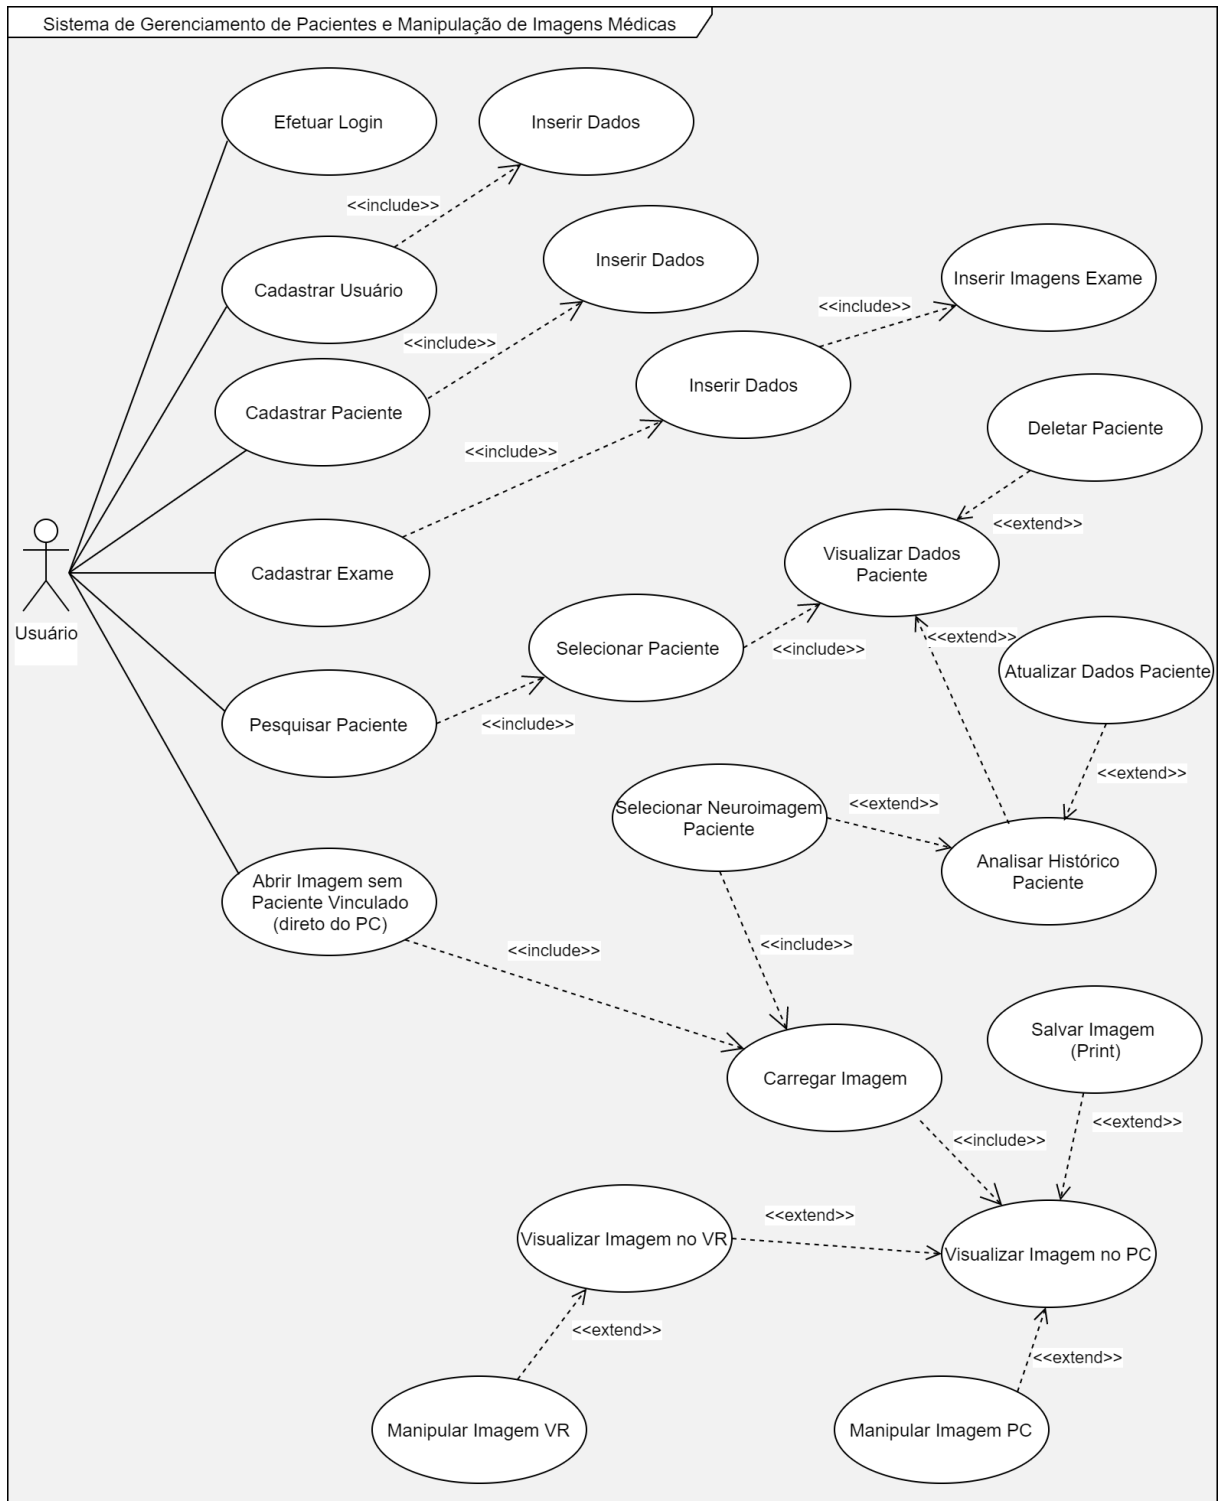 Sistema de Gerenciamento de Pacientes e Manipulação de Imagens Médicas
Efetuar Login
Inserir Dados
<<include>>
Cadastrar Usuário
Inserir Dados
Inserir Imagens Exame
<<include>>
<<include>>
Cadastrar Paciente
Inserir Dados
Deletar Paciente
<<include>>
<<extend>>
Visualizar Dados
Paciente
Cadastrar Exame
Usuário
<<extend>>
Selecionar Paciente
<<include>>
Atualizar Dados Paciente
Pesquisar Paciente
<<include>>
<<extend>>
Selecionar Neuroimagem
Paciente
<<extend>>
Analisar Histórico
Paciente
Abrir Imagem sem
Paciente Vinculado
(direto do PC)
<<include>>
<<include>>
Salvar Imagem
(Print)
Carregar Imagem
<<extend>>
<<include>>
<<extend>>
Visualizar Imagem no VR
Visualizar Imagem no PC
<<extend>>
<<extend>>
Manipular Imagem VR
Manipular Imagem PC